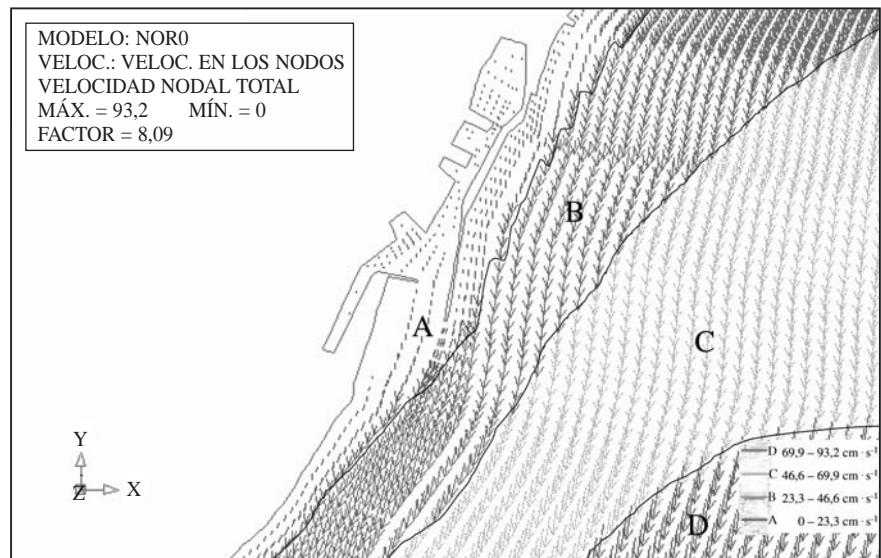 MODELO: NOR0
VELOC.: VELOC. EN LOS NODOS
VELOCIDAD NODAL TOTAL
MÁX. = 93,2 MÍN. = 0
FACTOR = 8,09
B
A
C
Y
Z X
D
D 69,9 – 93,2 cm · s⁻¹
C 46,6 – 69,9 cm · s⁻¹
B 23,3 – 46,6 cm · s⁻¹
A 0 – 23,3 cm · s⁻¹